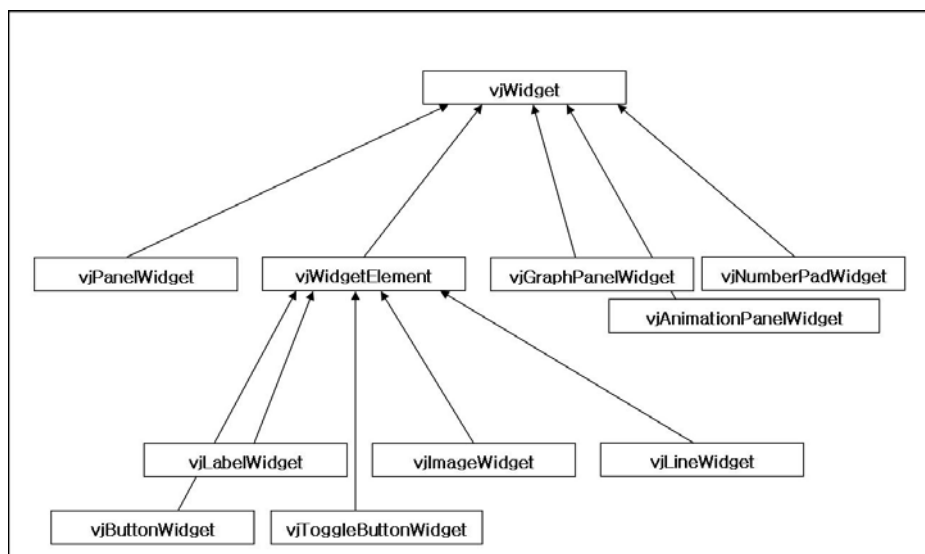 vjWidget
vjPanelWidget
vjWidgetElement
vjGraphPanelWidget
vjNumberPadWidget
vjAnimationPanelWidget
vjLabelWidget
vjImageWidget
vjLineWidget
vjButtonWidget
vjToggleButtonWidget